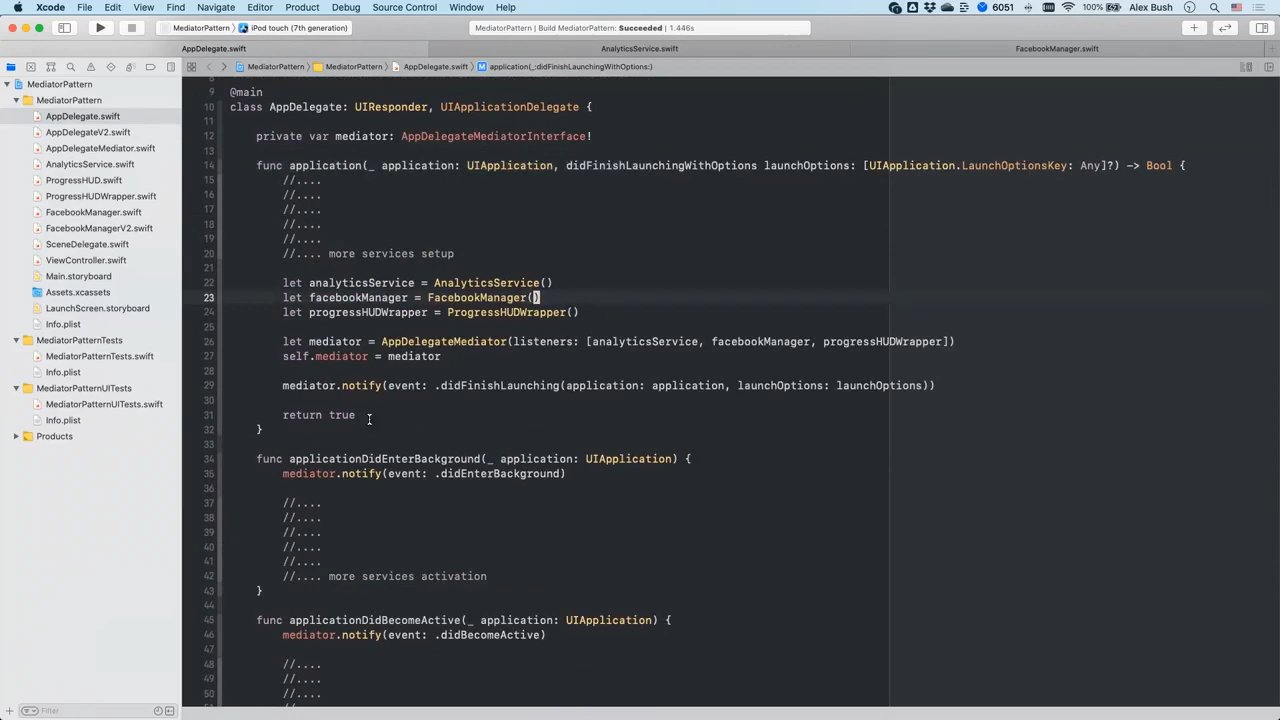 Xcode File Edit View Find Navigate Editor Product Debug Source Control Window Help 6051 100% Alex Bush
MediatorPattern iPod touch (7th generation) MediatorPattern | Build MediatorPattern: Succeeded | 1.446s
AppDelegate.swift AnalyticsService.swift FacebookManager.swift
MediatorPattern MediatorPattern AppDelegate.swift M application(_:didFinishLaunchingWithOptions:)
MediatorPattern
MediatorPattern
AppDelegate.swift
AppDelegateV2.swift
AppDelegateMediator.swift
AnalyticsService.swift
ProgressHUD.swift
ProgressHUDWrapper.swift
FacebookManager.swift
FacebookManagerV2.swift
SceneDelegate.swift
ViewController.swift
Main.storyboard
Assets.xcassets
LaunchScreen.storyboard
Info.plist
MediatorPatternTests
MediatorPatternTests.swift
Info.plist
MediatorPatternUITests
MediatorPatternUITests.swift
Info.plist
Products
Filter
9 @main
10 class AppDelegate: UIResponder, UIApplicationDelegate {
11
12 private var mediator: AppDelegateMediatorInterface!
13
14 func application(_ application: UIApplication, didFinishLaunchingWithOptions launchOptions: [UIApplication.LaunchOptionsKey: Any]?) -> Bool {
15 //....
16 //....
17 //....
18 //....
19 //....
20 //.... more services setup
21
22 let analyticsService = AnalyticsService()
23 let facebookManager = FacebookManager()
24 let progressHUDWrapper = ProgressHUDWrapper()
25
26 let mediator = AppDelegateMediator(listeners: [analyticsService, facebookManager, progressHUDWrapper])
27 self.mediator = mediator
28
29 mediator.notify(event: .didFinishLaunching(application: application, launchOptions: launchOptions))
30
31 return true
32 }
33
34 func applicationDidEnterBackground(_ application: UIApplication) {
35 mediator.notify(event: .didEnterBackground)
36
37 //....
38 //....
39 //....
40 //....
41 //....
42 //.... more services activation
43 }
44
45 func applicationDidBecomeActive(_ application: UIApplication) {
46 mediator.notify(event: .didBecomeActive)
47
48 //....
49 //....
50 //....